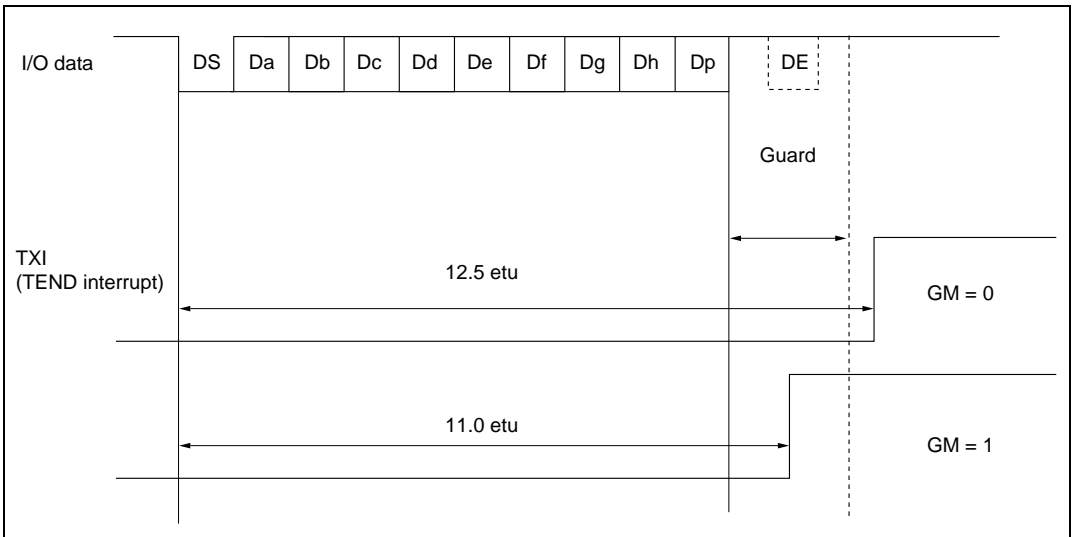 I/O data
DS Da Db Dc Dd De Df Dg Dh Dp DE
Guard
TXI
(TEND interrupt)
12.5 etu
GM = 0
11.0 etu
GM = 1